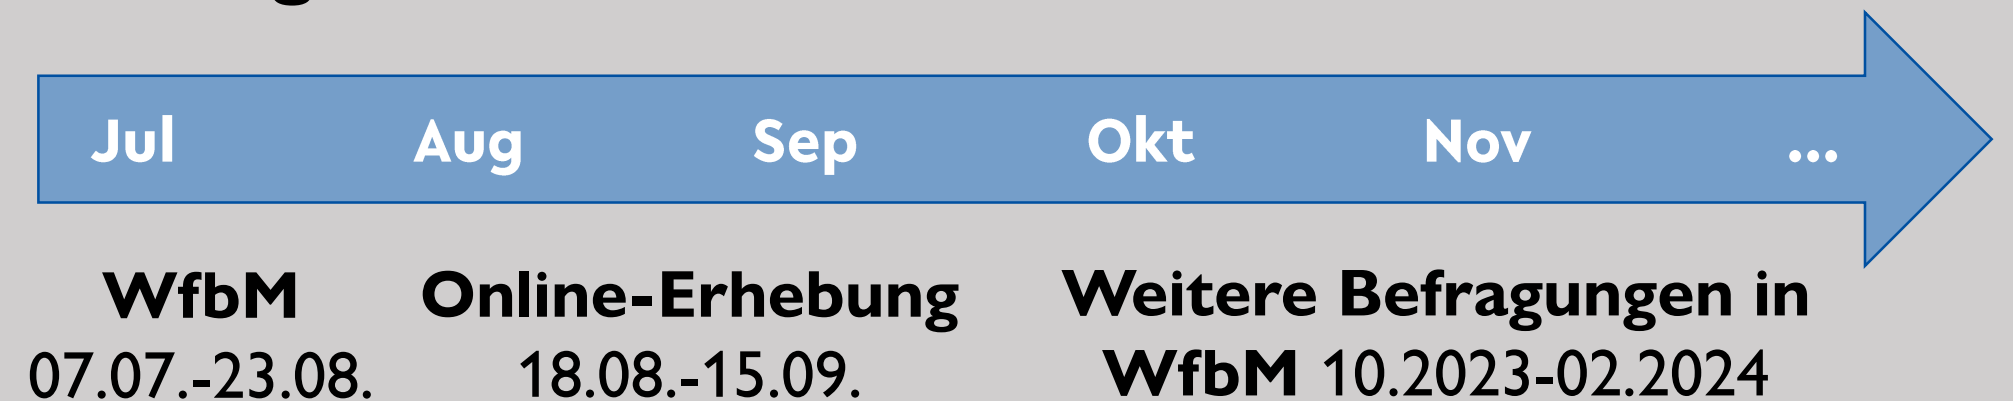 Jul Aug Sep Okt Nov ...
WfbM Online-Erhebung Weitere Befragungen in
07.07.-23.08. 18.08.-15.09. WfbM 10.2023-02.2024